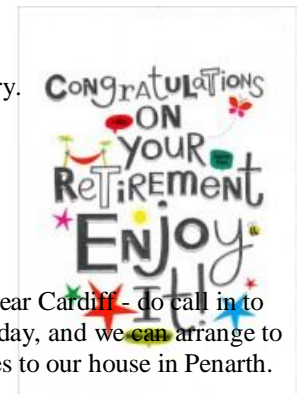 ry.
CONgrAtuLaTiONS
ON
YOUR
ReTiREMENt
ENJOy
It!
ear Cardiff - do call in to
day, and we can arrange to
es to our house in Penarth.